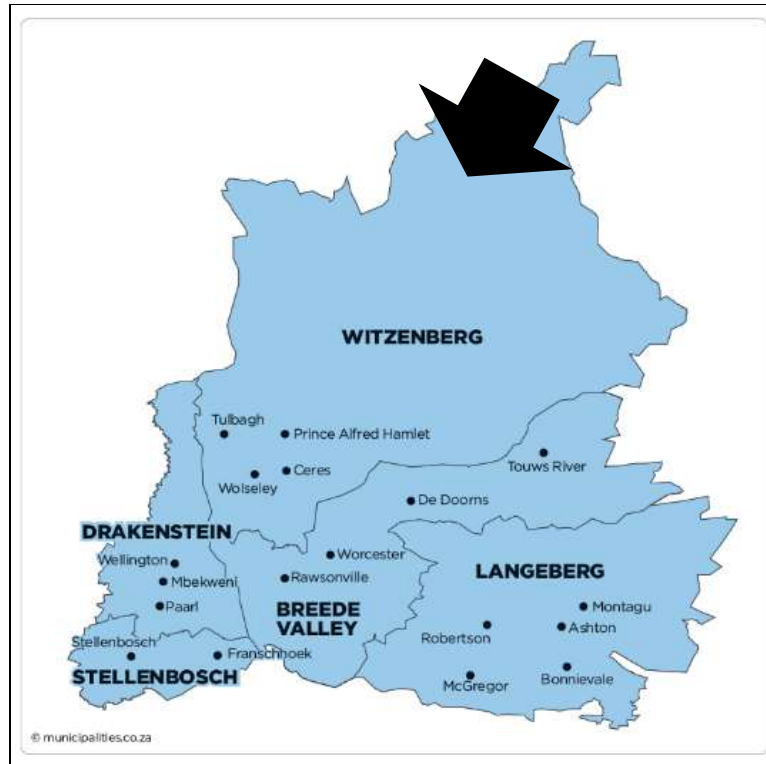 WITZENBERG
Tulbagh
Prince Alfred Hamlet
Touws River
Ceres
Wolseley
De Doorns
DRAKENSTEIN
Worcester
Wellington
LANGEBERG
Rawsonville
Mbekweni
BREEDE
VALLEY
Paarl
Montagu
Robertson
Ashton
Stellenbosch
Franschhoek
STELLENBOSCH
McGregor
Bonnievale
© municipalities.co.za